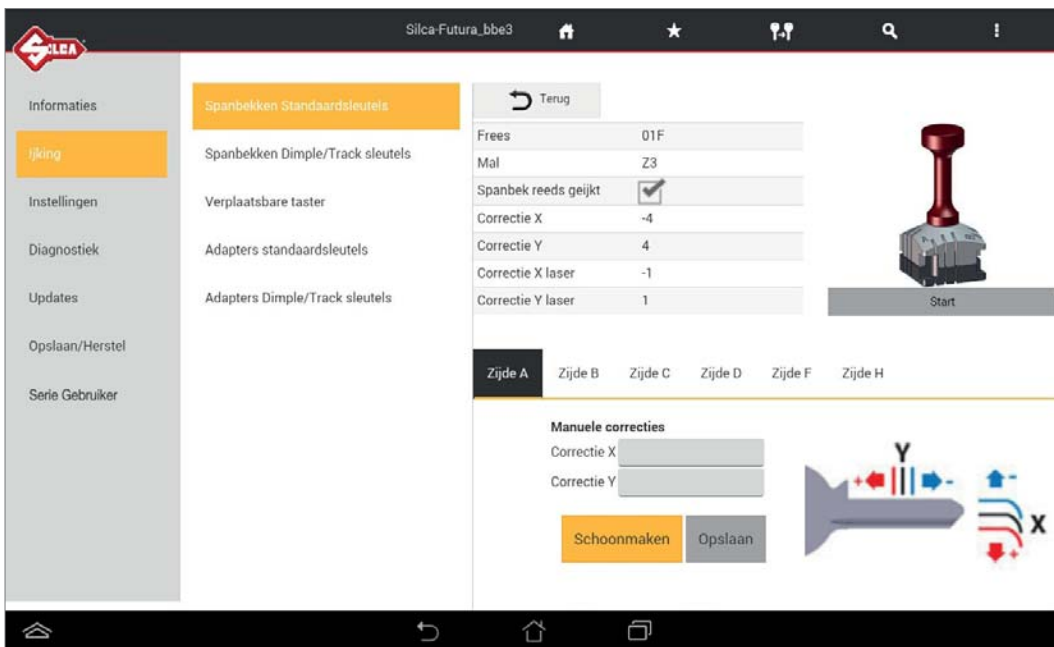 Silca-Futura_bbe3
SILCA
Informaties
Ijking
Instellingen
Diagnostiek
Updates
Opslaan/Herstel
Serie Gebruiker
Spanbekken Standaardsleutels
Spanbekken Dimple/Track sleutels
Verplaatsbare taster
Adapters standaardsleutels
Adapters Dimple/Track sleutels
Terug
Frees 01F
Mal Z3
Spanbek reeds geijkt
Correctie X -4
Correctie Y 4
Correctie X laser -1
Correctie Y laser 1
Start
Zijde A Zijde B Zijde C Zijde D Zijde F Zijde H
Manuele correcties
Correctie X
Correctie Y
Schoonmaken Opslaan
Y
+ -
-
X
+